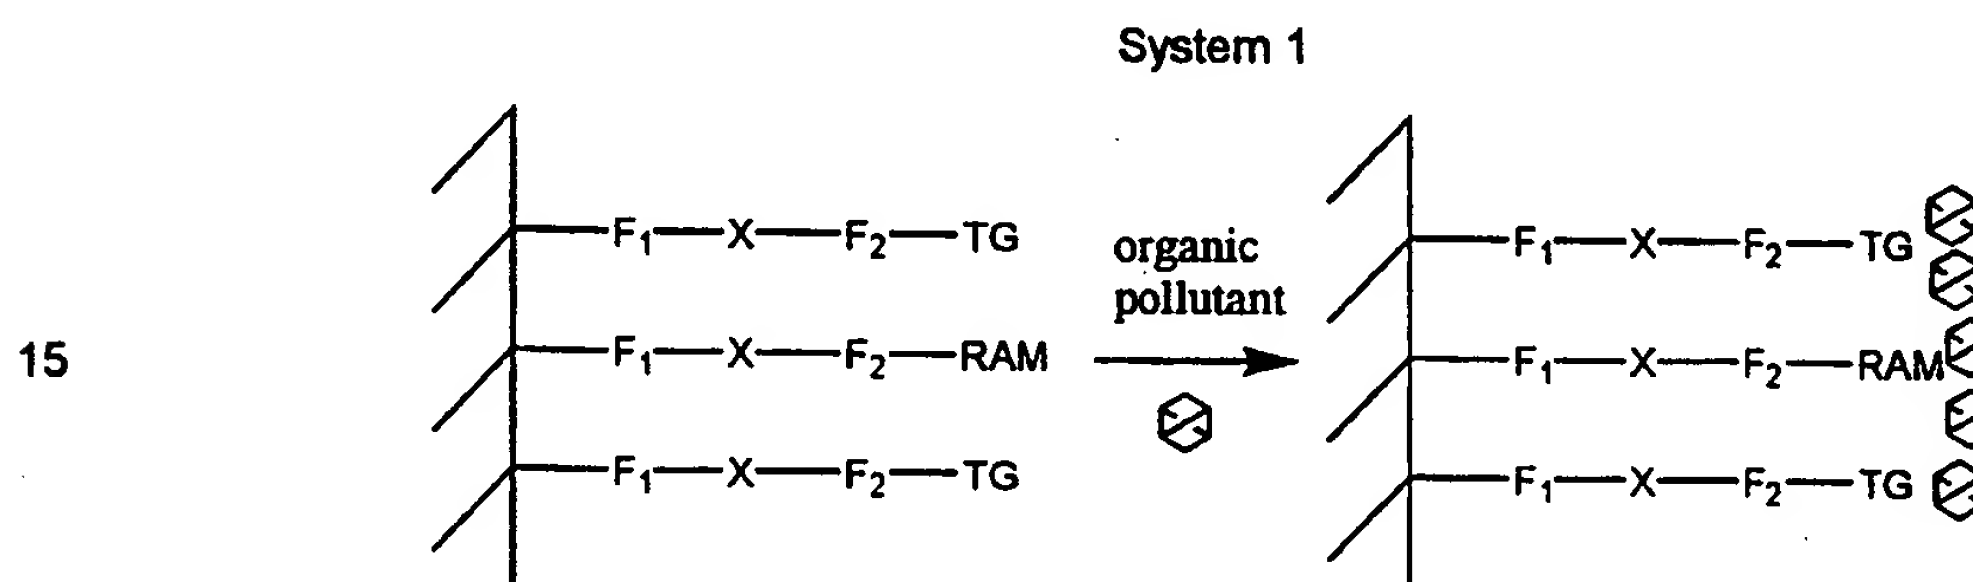 System 1
F₁—X—F₂—TG
F₁—X—F₂—TG
organic
pollutant
15
F₁—X—F₂—RAM
F₁—X—F₂—RAM
F₁—X—F₂—TG
F₁—X—F₂—TG